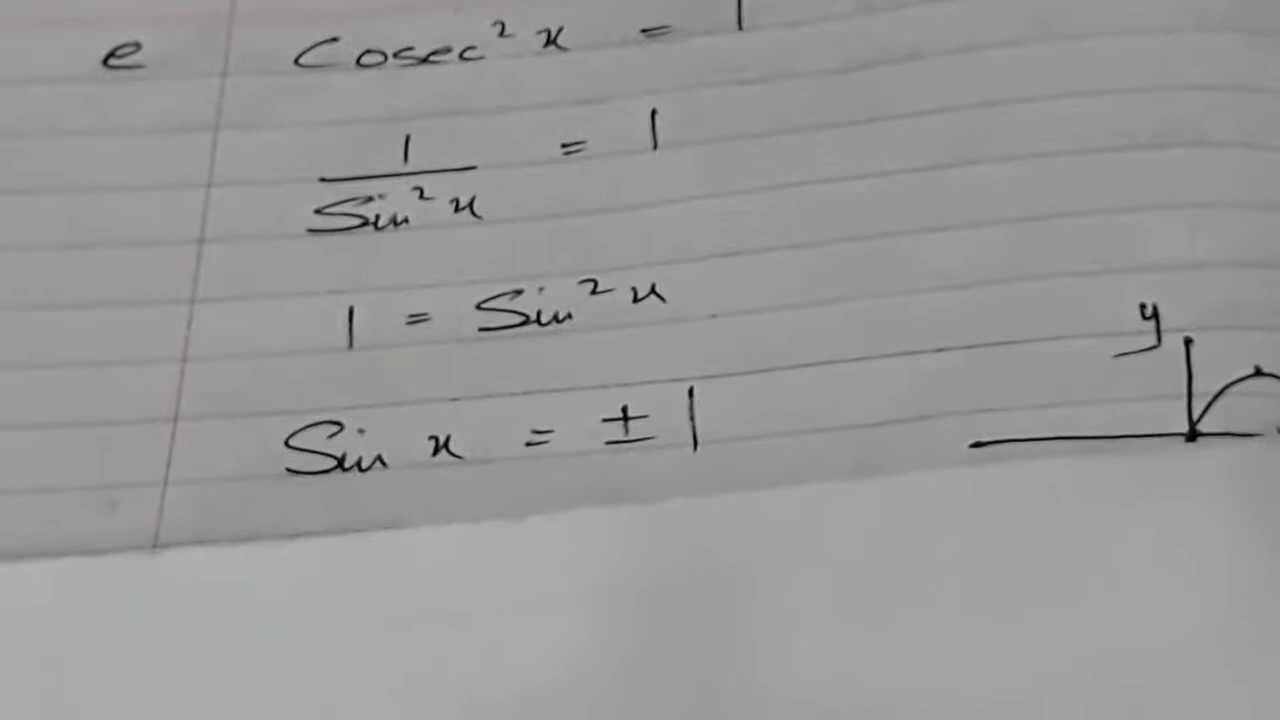 e cosec² x = 1
1/Sin² x = 1
1 = Sin² x
y
Sin x = ± 1